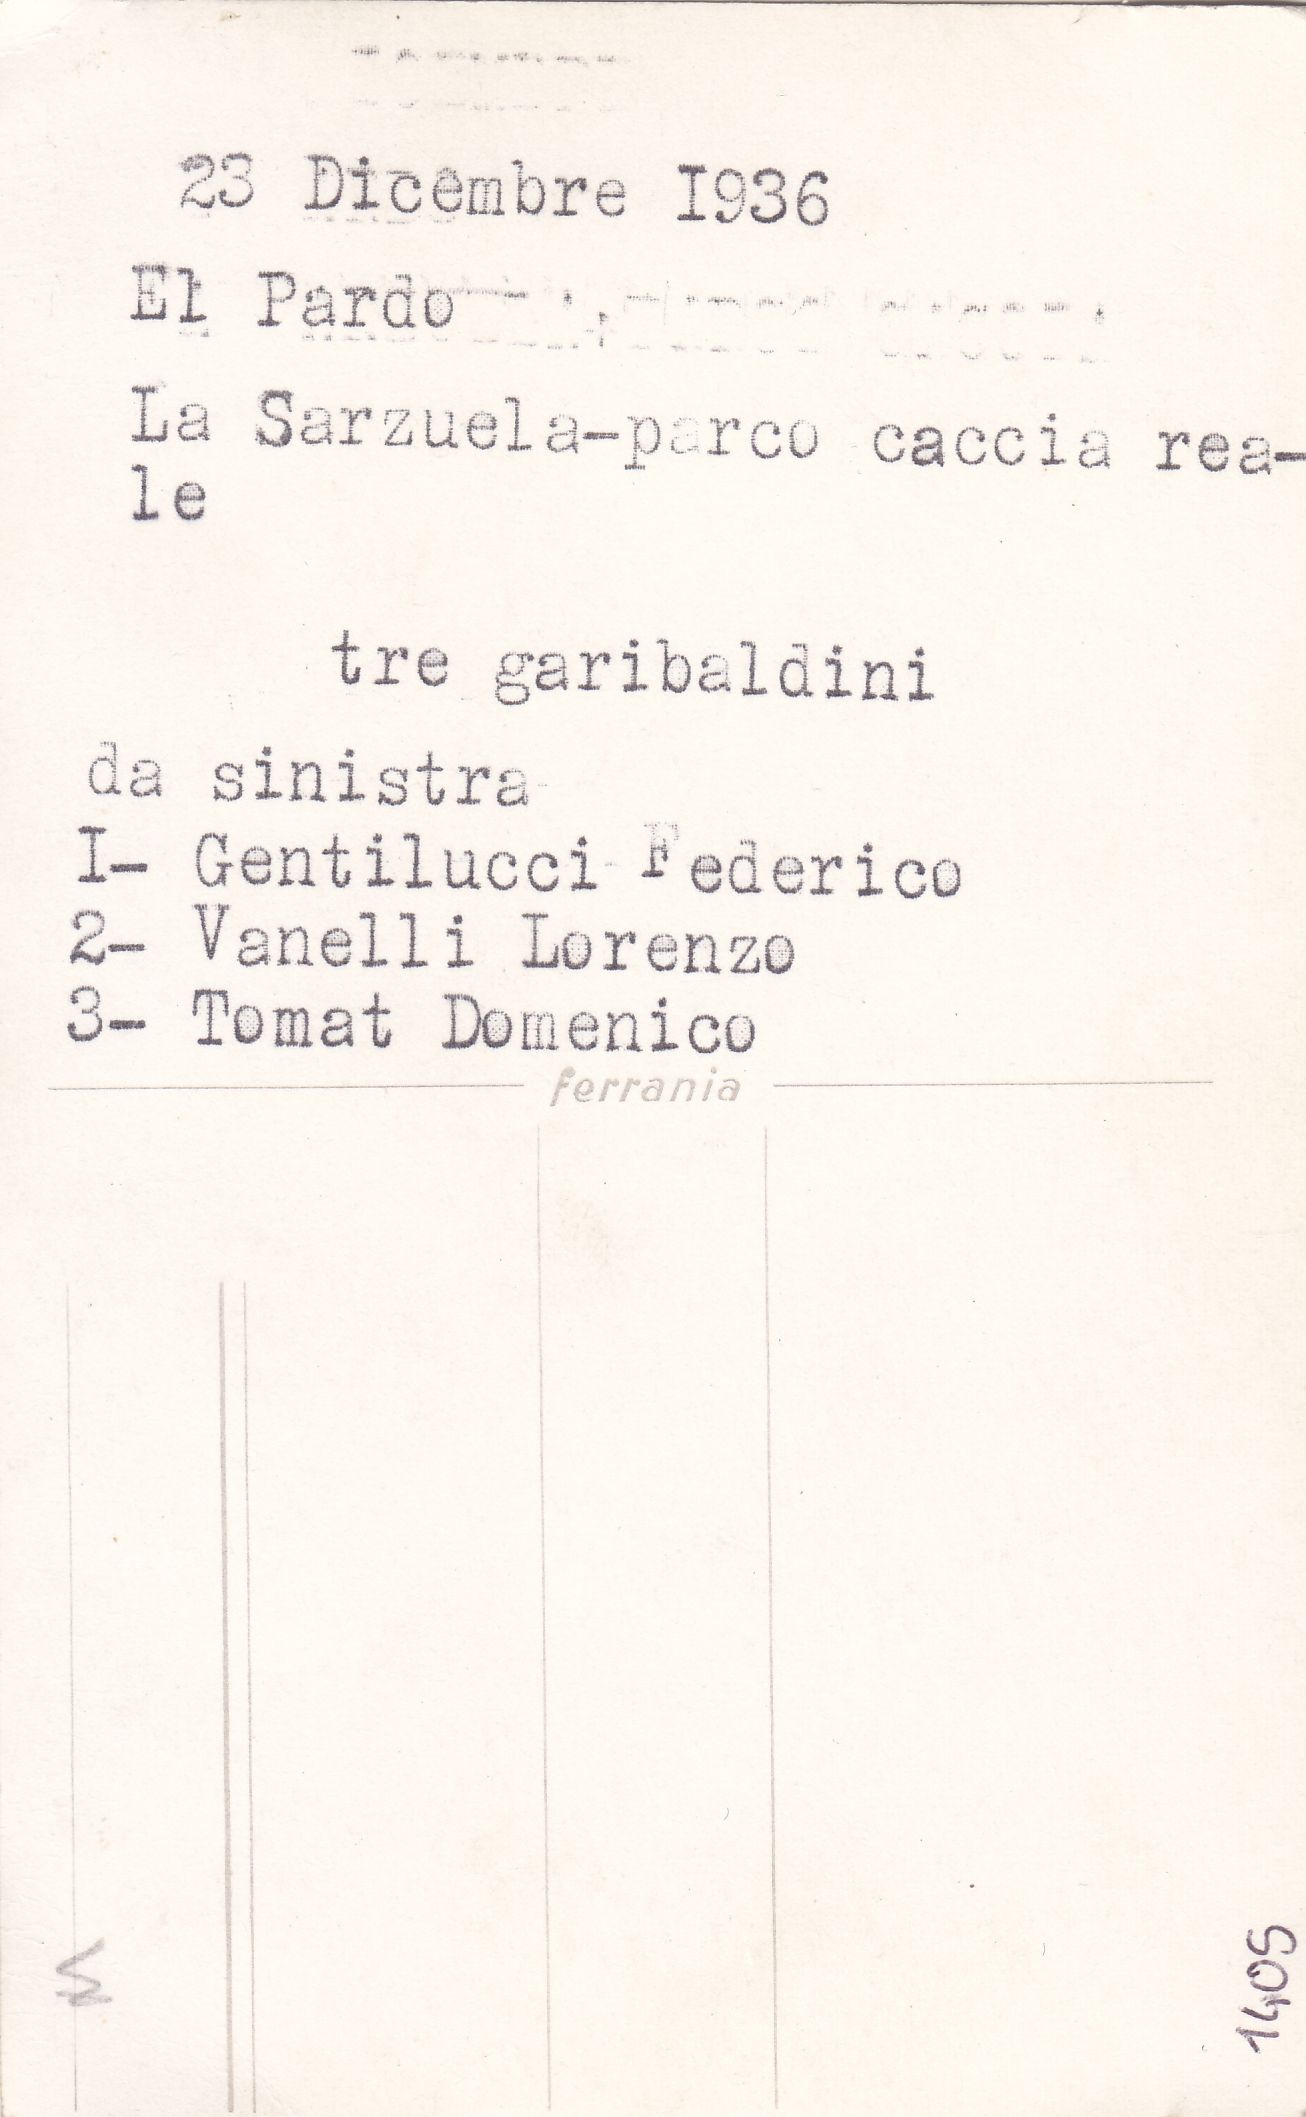 23 Dicembre I936
El Pardo
La Sarzuela-parco caccia rea-
le
tre garibaldini
da sinistra
I- Gentilucci Federico
2- Vanelli Lorenzo
3- Tomat Domenico
ferrania
1405